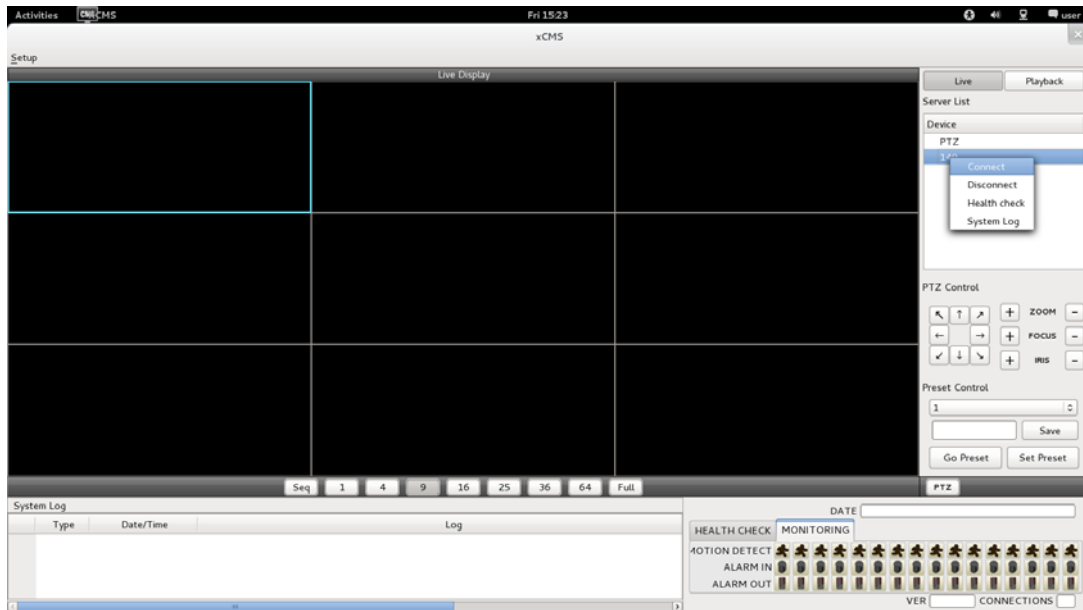 Activities CMS Fri 15:23 user
xCMS
Setup
Live Display
Live Playback
Server List
Device
PTZ
Connect
Disconnect
Health check
System Log
PTZ Control
+ ZOOM -
+ FOCUS -
+ IRIS -
Preset Control
1
Save
Go Preset Set Preset
Seq 1 4 9 16 25 36 64 Full PTZ
System Log
Type Date/Time Log
DATE
HEALTH CHECK MONITORING
MOTION DETECT
ALARM IN
ALARM OUT
VER CONNECTIONS